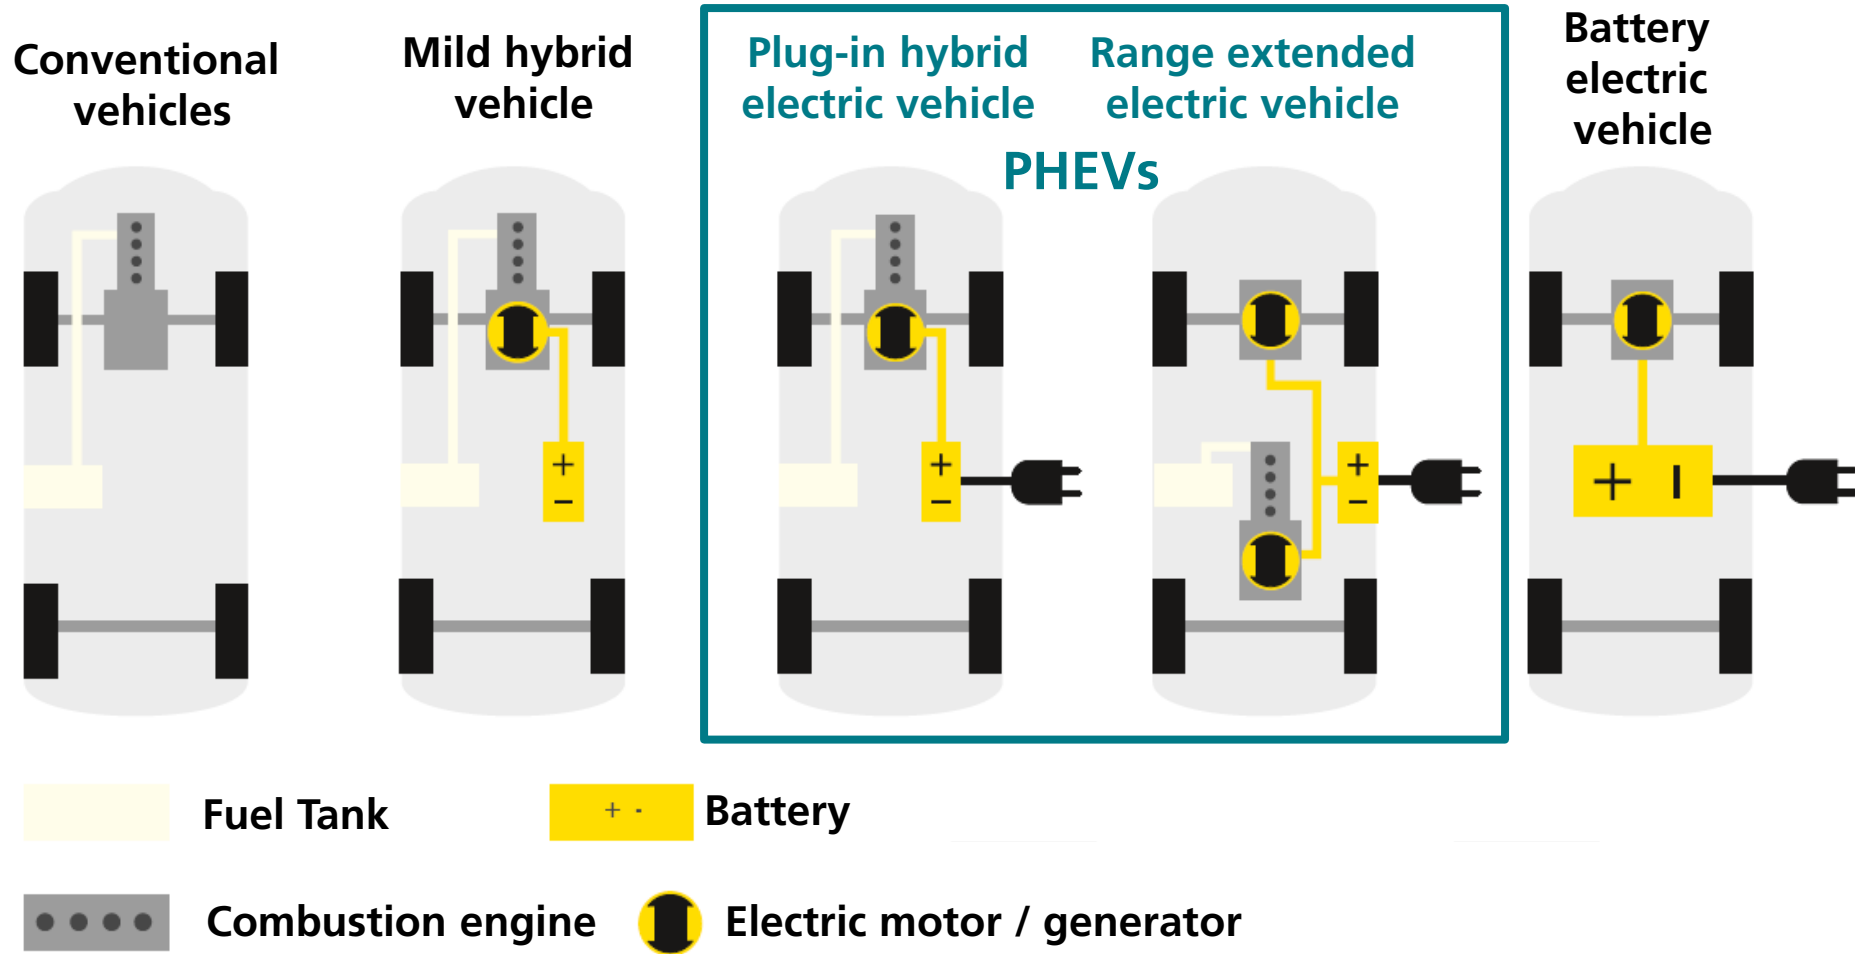 Conventional
vehicles
Mild hybrid
vehicle
Plug-in hybrid
electric vehicle
Range extended
electric vehicle
PHEVs
Battery
electric
vehicle
+
−
+
−
+
−
+ −
Fuel Tank
+ -
Battery
Combustion engine
Electric motor / generator